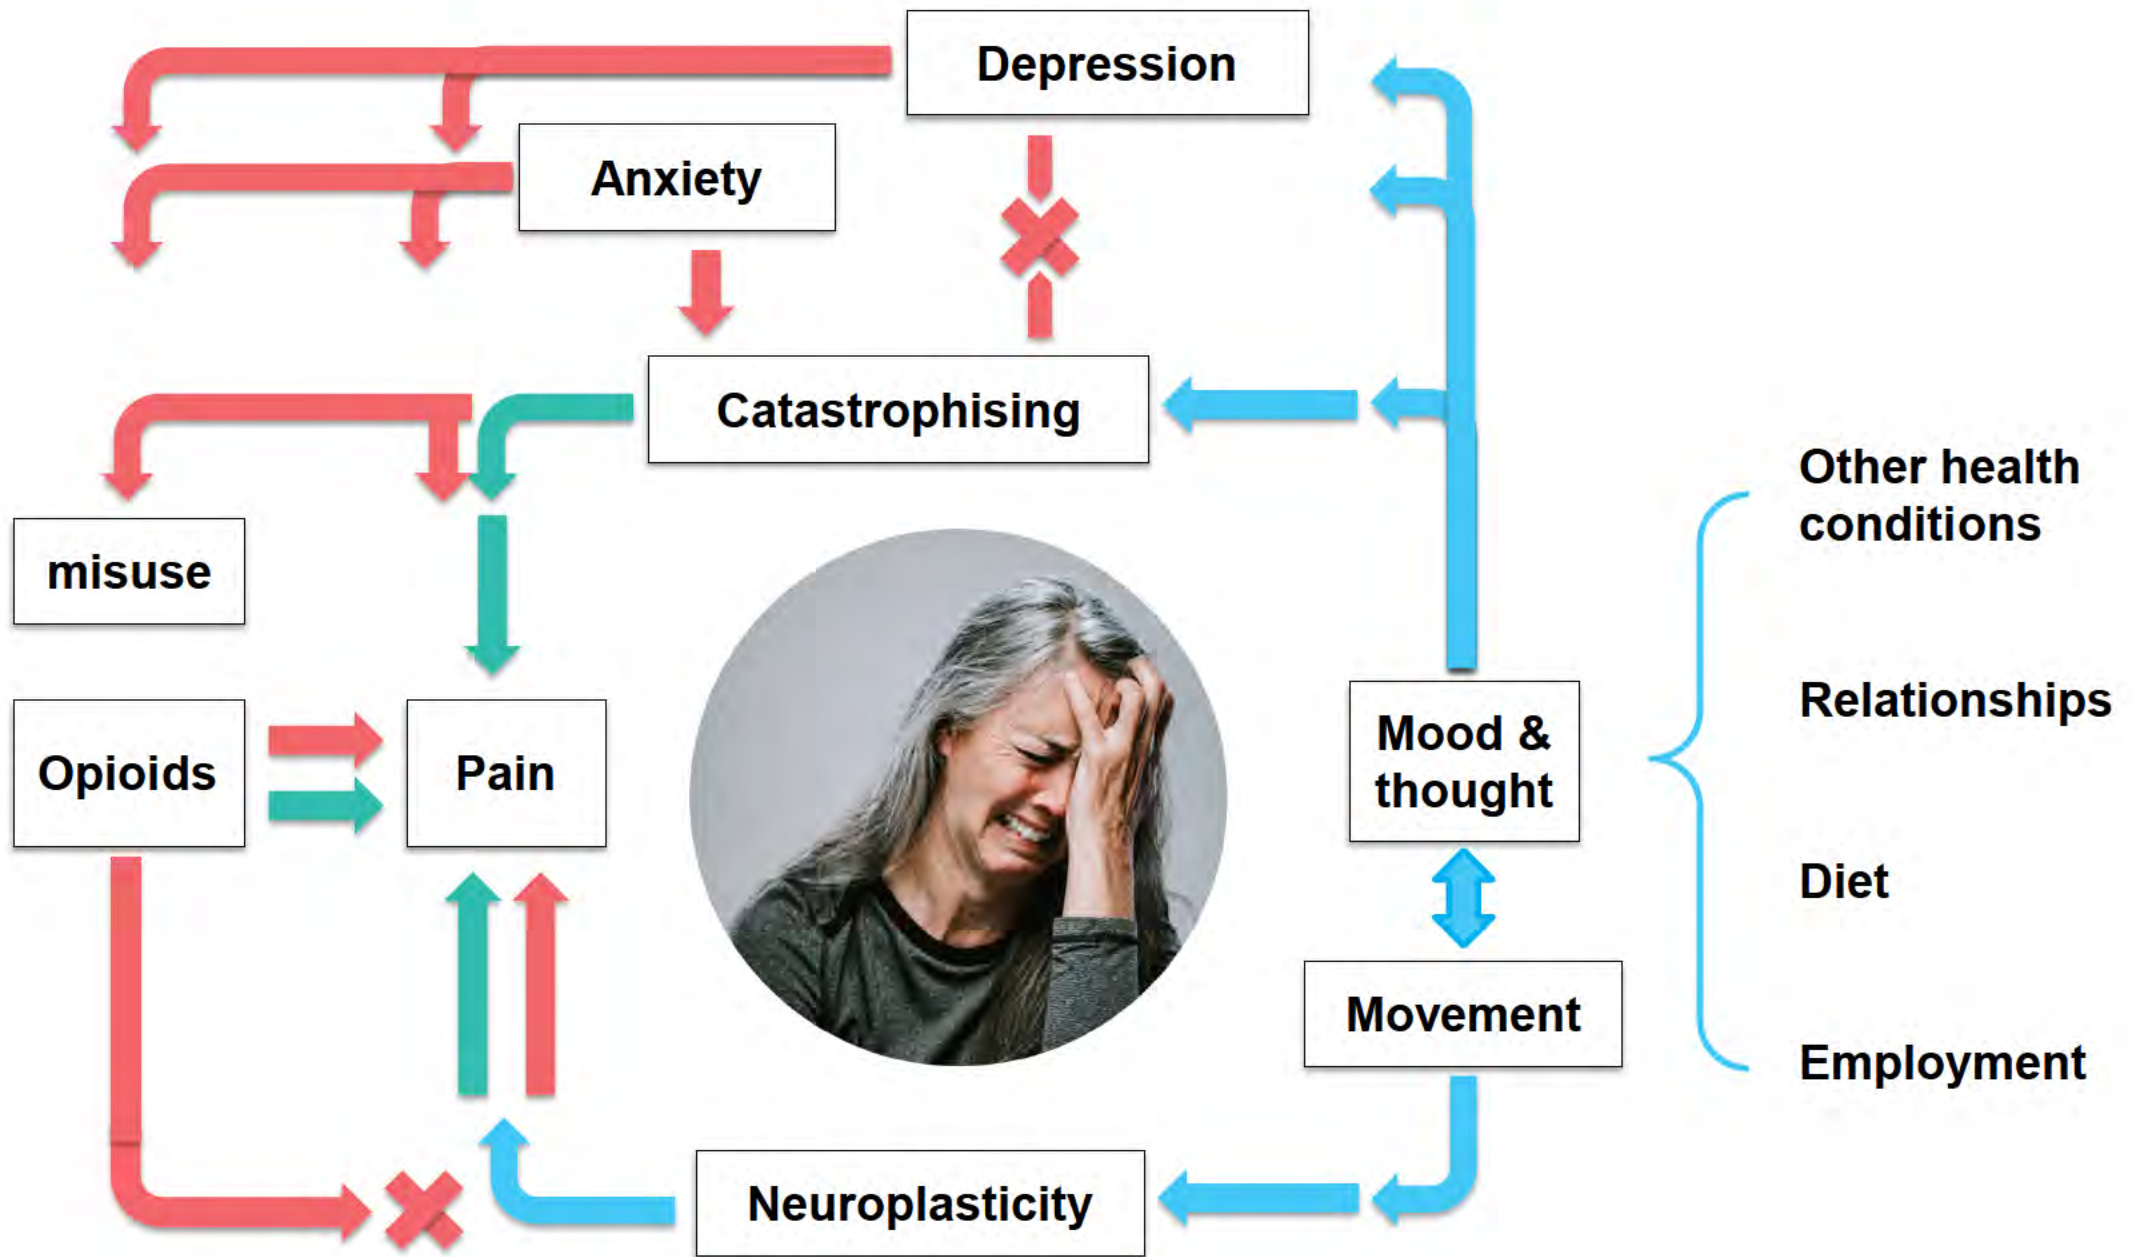 Depression
Anxiety
Catastrophising
Other health
conditions
misuse
Relationships
Opioids
Pain
Mood &
thought
Diet
Movement
Employment
Neuroplasticity